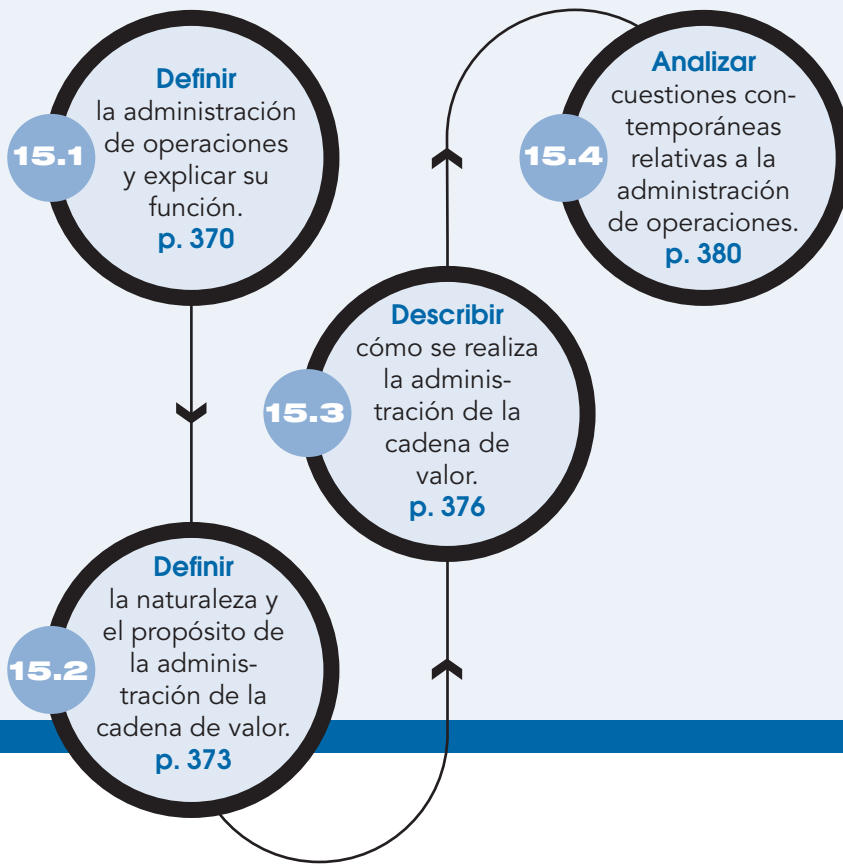 15.1
Definir
la administración
de operaciones
y explicar su
función.
p. 370
15.2
Definir
la naturaleza y
el propósito de
la adminis-
tración de la
cadena de valor.
p. 373
15.3
Describir
cómo se realiza
la adminis-
tración de la
cadena de
valor.
p. 376
15.4
Analizar
cuestiones con-
temporáneas
relativas a la
administración
de operaciones.
p. 380